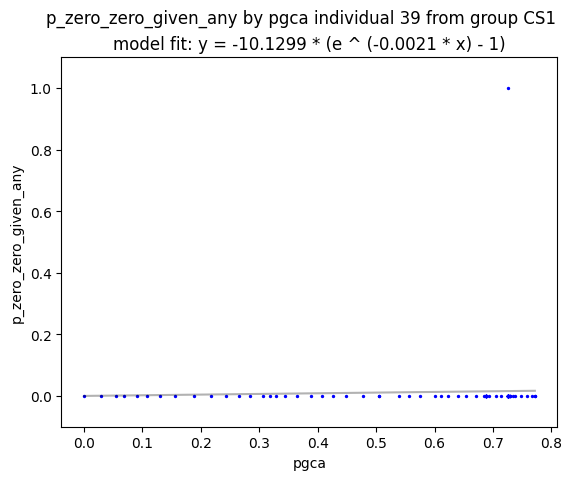 p_zero_zero_given_any by pgca individual 39 from group CS1
model fit: y = -10.1299 * (e ^ (-0.0021 * x) - 1)
1.0
0.8
0.6
0.4
0.2
0.0
p_zero_zero_given_any
0.0 0.1 0.2 0.3 0.4 0.5 0.6 0.7 0.8
pgca